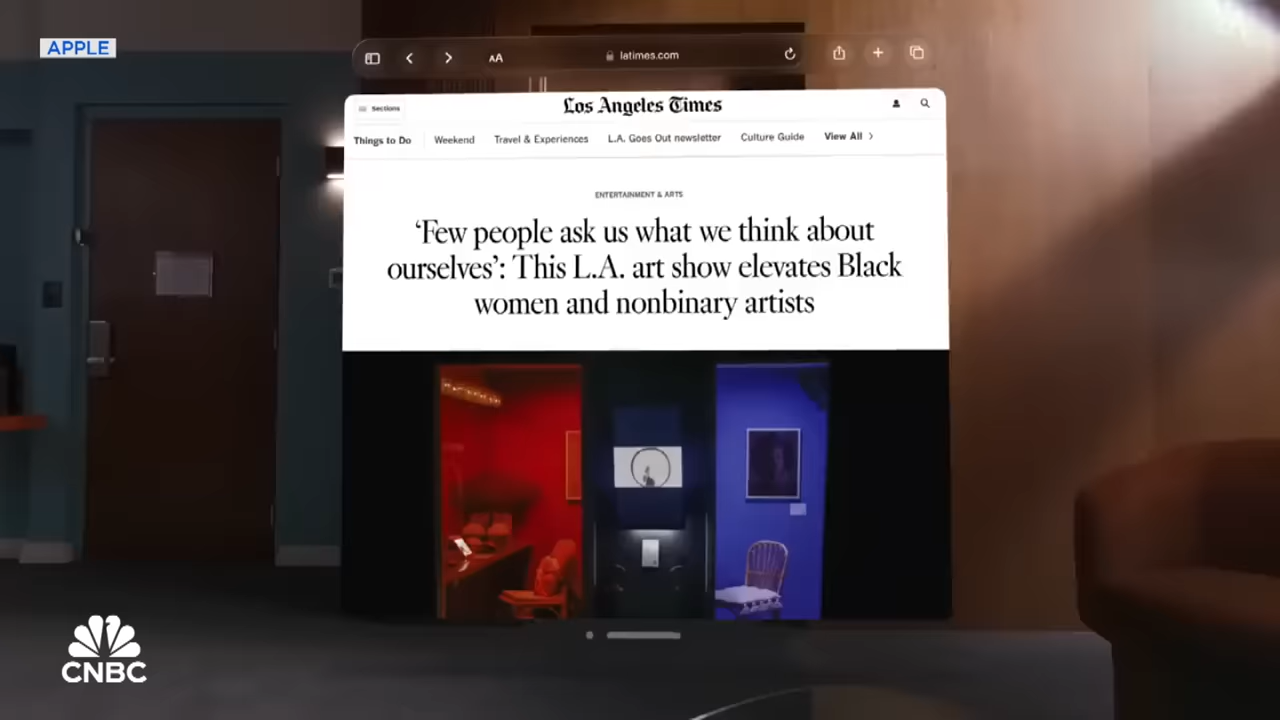 APPLE
AA
latimes.com
Sections
Los Angeles Times
Things to Do
Weekend
Travel & Experiences
L.A. Goes Out newsletter
Culture Guide
View All
ENTERTAINMENT & ARTS
‘Few people ask us what we think about
ourselves’: This L.A. art show elevates Black
women and nonbinary artists
CNBC